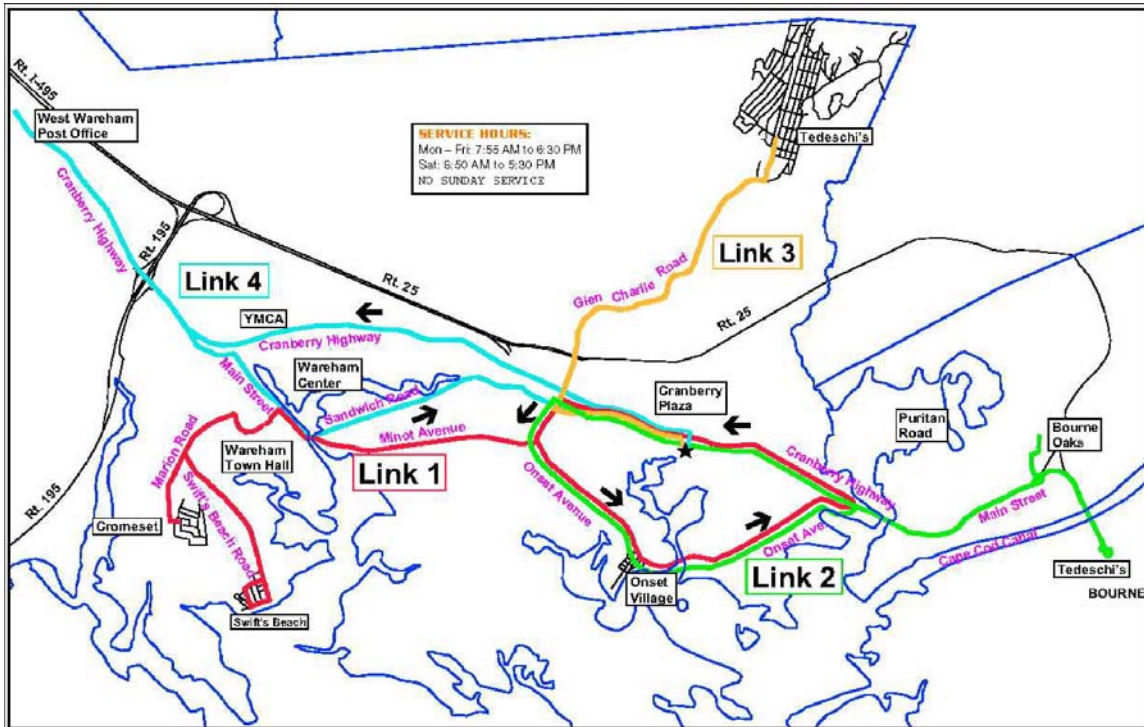 Rt. I-495
West Wareham
Post Office
SERVICE HOURS:
Mon – Fri: 7:55 AM to 6:30 PM
Sat: 8:50 AM to 5:30 PM
NO SUNDAY SERVICE
Tedeschi's
Cranberry Highway
Rt. 195
Link 4
Rt. 25
Link 3
Glen Charlie Road
Rt. 25
YMCA
Cranberry Highway
Main Street
Wareham
Center
Sandwich Road
Cranberry
Plaza
Puritan
Road
Bourne
Oaks
Minot Avenue
Marion Road
Wareham
Town Hall
Link 1
Onset Avenue
Cranberry Highway
Main Street
Rt. 195
Cromeset
Swift's Beach Road
Onset Ave
Link 2
Cape Cod Canal
Onset
Village
Tedeschi's
BOURNE
Swift's Beach